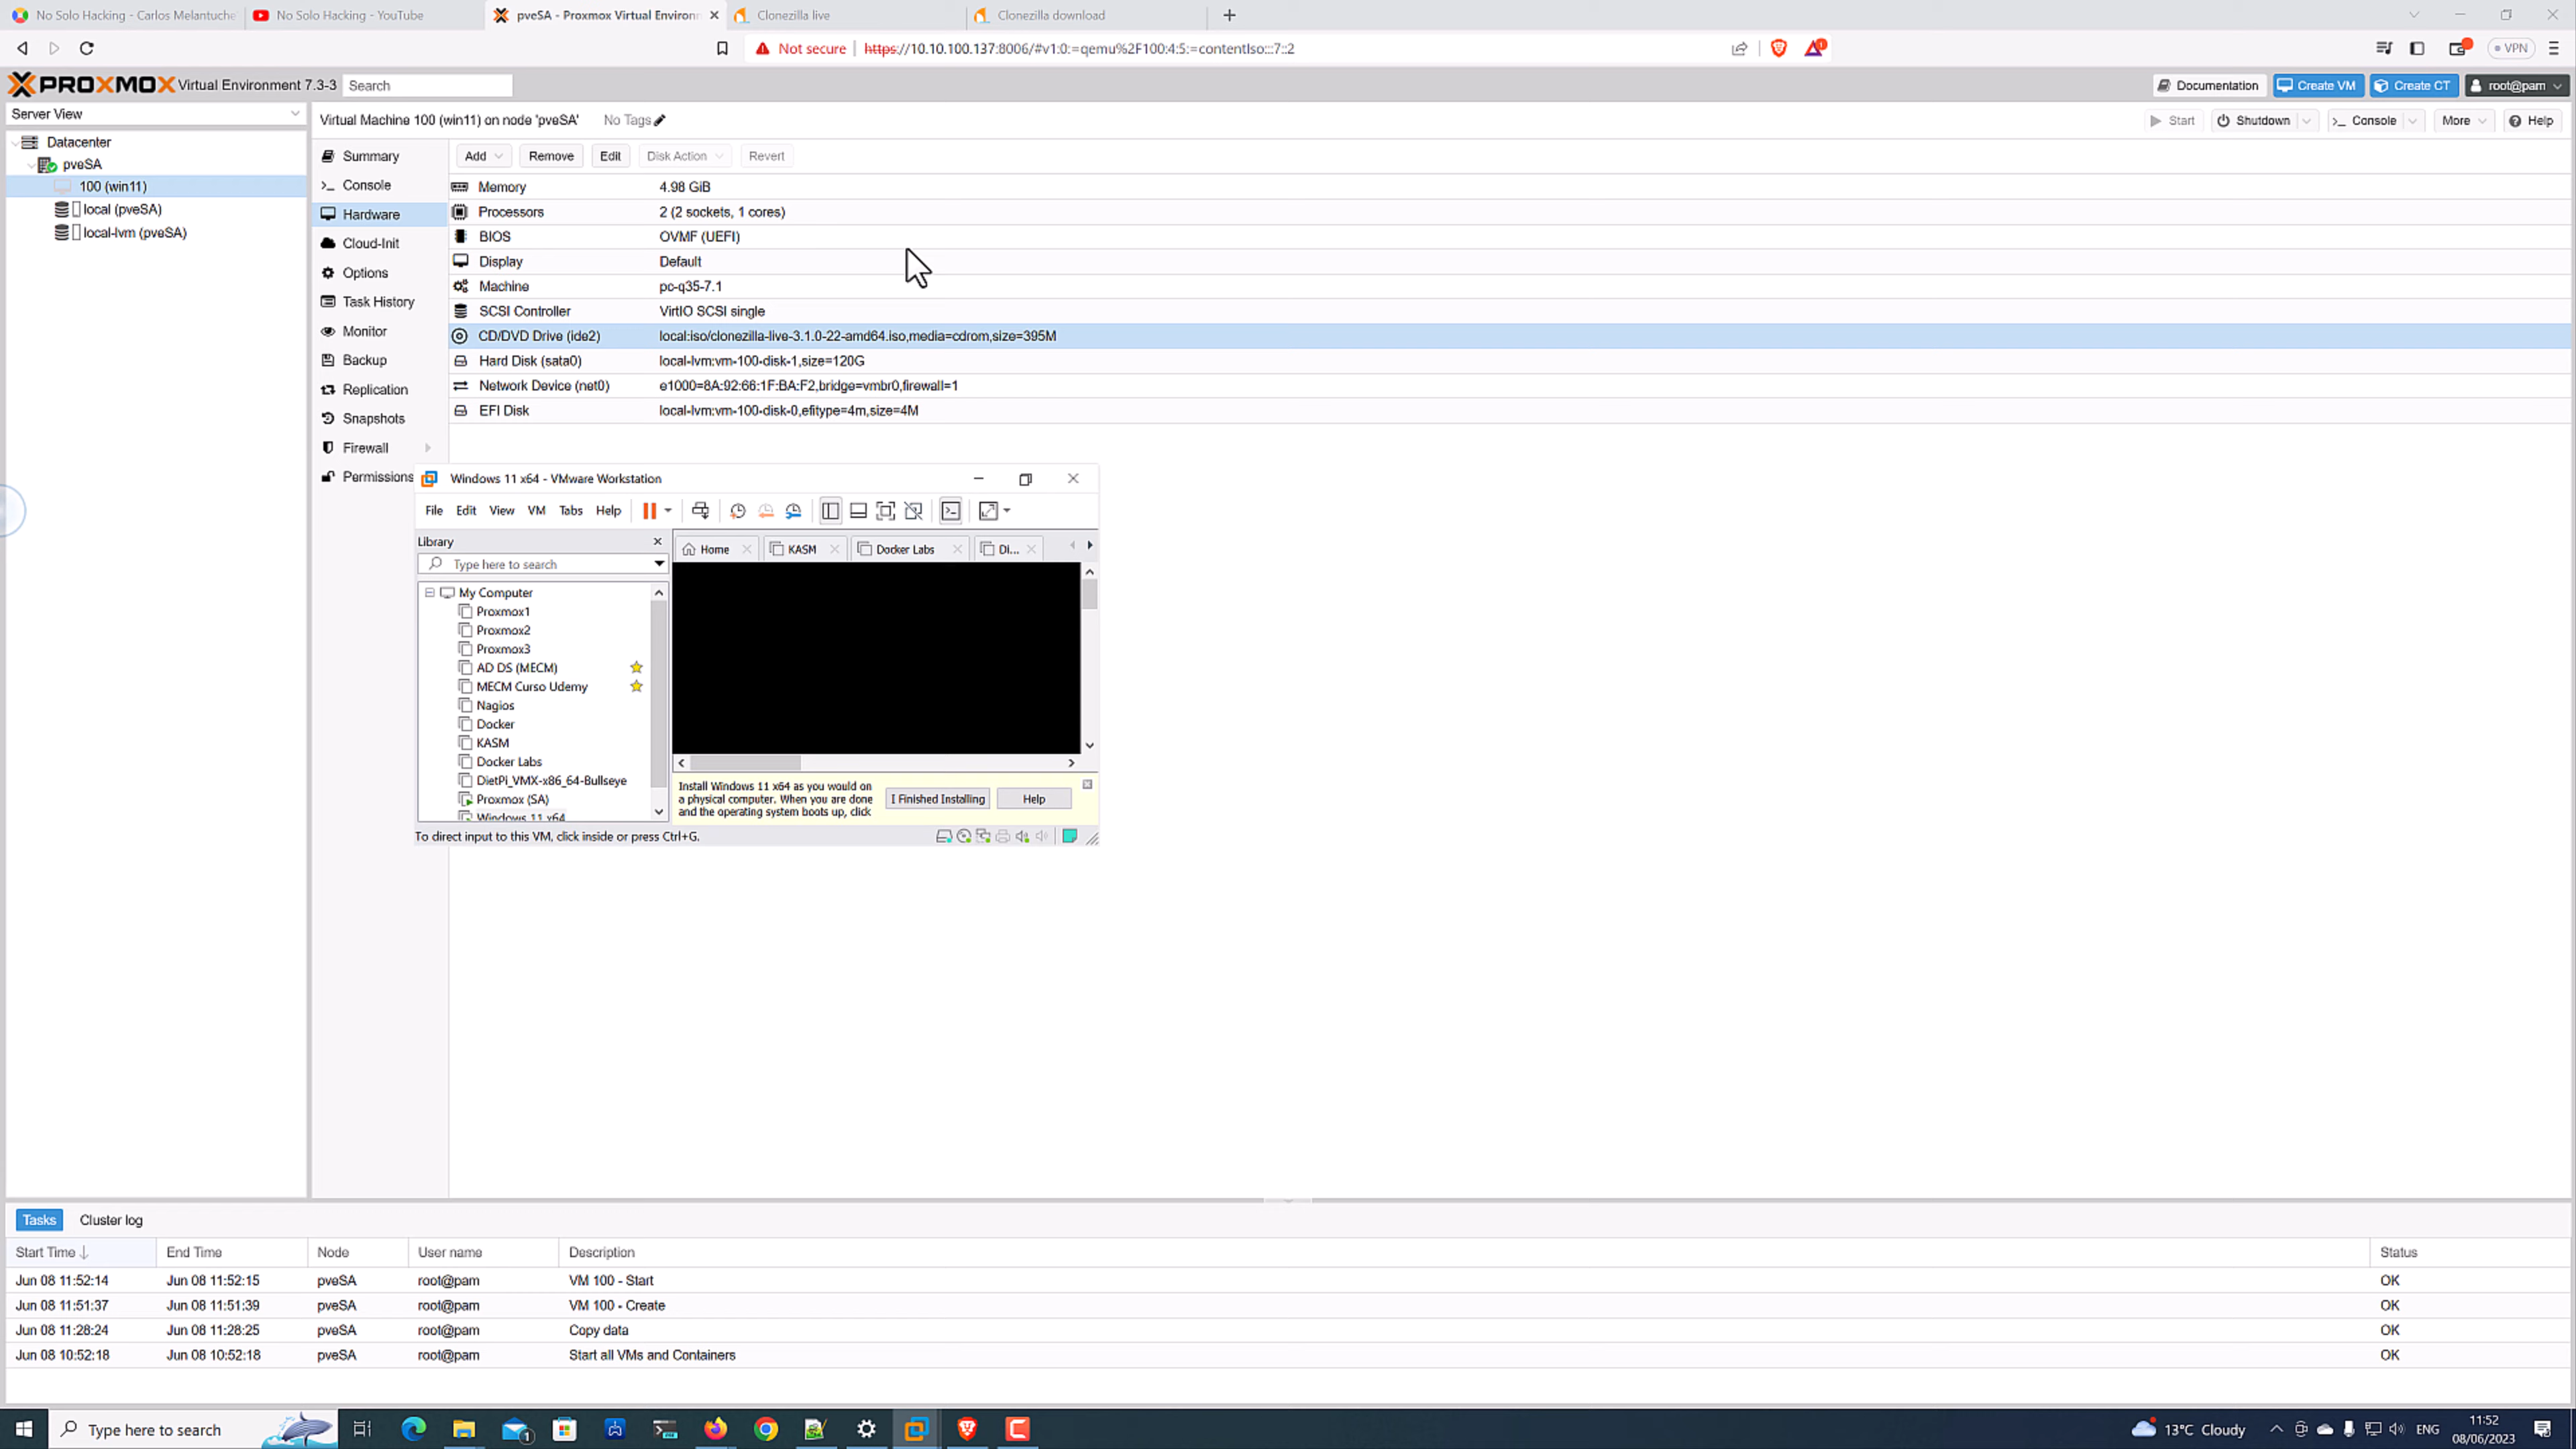 No Solo Hacking - Carlos Melantuche
No Solo Hacking - YouTube
pveSA - Proxmox Virtual Environm
Clonezilla live
Clonezilla download
Not secure
https://10.10.100.137:8006/#v1:0:=qemu%2F100:4:5:=contentIso:::7::2
VPN
PROXMOX Virtual Environment 7.3-3
Search
Documentation
Create VM
Create CT
root@pam
Server View
Datacenter
pveSA
100 (win11)
local (pveSA)
local-lvm (pveSA)
Virtual Machine 100 (win11) on node 'pveSA'
No Tags
Start
Shutdown
Console
More
Help
Summary
Console
Hardware
Cloud-Init
Options
Task History
Monitor
Backup
Replication
Snapshots
Firewall
Permissions
Add
Remove
Edit
Disk Action
Revert
Memory 4.98 GiB
Processors 2 (2 sockets, 1 cores)
BIOS OVMF (UEFI)
Display Default
Machine pc-q35-7.1
SCSI Controller VirtIO SCSI single
CD/DVD Drive (ide2) local:iso/clonezilla-live-3.1.0-22-amd64.iso,media=cdrom,size=395M
Hard Disk (sata0) local-lvm:vm-100-disk-1,size=120G
Network Device (net0) e1000=8A:92:66:1F:BA:F2,bridge=vmbr0,firewall=1
EFI Disk local-lvm:vm-100-disk-0,efitype=4m,size=4M
Windows 11 x64 - VMware Workstation
File Edit View VM Tabs Help
Library
Type here to search
My Computer
Proxmox1
Proxmox2
Proxmox3
AD DS (MECM)
MECM Curso Udemy
Nagios
Docker
KASM
Docker Labs
DietPi_VMX-x86_64-Bullseye
Proxmox (SA)
Windows 11 x64
Home
KASM
Docker Labs
Di...
Install Windows 11 x64 as you would on
a physical computer. When you are done
and the operating system boots up, click
I Finished Installing
Help
To direct input to this VM, click inside or press Ctrl+G.
Tasks
Cluster log
Start Time End Time Node User name Description Status
Jun 08 11:52:14 Jun 08 11:52:15 pveSA root@pam VM 100 - Start OK
Jun 08 11:51:37 Jun 08 11:51:39 pveSA root@pam VM 100 - Create OK
Jun 08 11:28:24 Jun 08 11:28:25 pveSA root@pam Copy data OK
Jun 08 10:52:18 Jun 08 10:52:18 pveSA root@pam Start all VMs and Containers OK
Type here to search
1
13°C Cloudy
ENG
11:52
08/06/2023